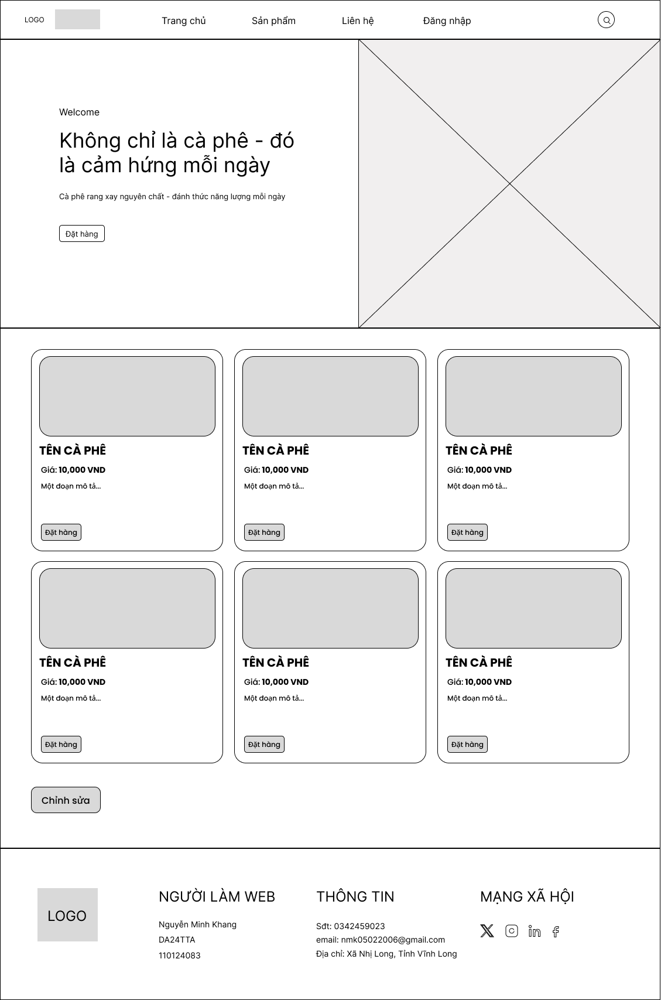 LOGO
Trang chủ
Sản phẩm
Liên hệ
Đăng nhập
Welcome
Không chỉ là cà phê - đó
là cảm hứng mỗi ngày
Cà phê rang xay nguyên chất - đánh thức năng lượng mỗi ngày
Đặt hàng
TÊN CÀ PHÊ
Giá: 10,000 VND
Một đoạn mô tả...
Đặt hàng
TÊN CÀ PHÊ
Giá: 10,000 VND
Một đoạn mô tả...
Đặt hàng
TÊN CÀ PHÊ
Giá: 10,000 VND
Một đoạn mô tả...
Đặt hàng
TÊN CÀ PHÊ
Giá: 10,000 VND
Một đoạn mô tả...
Đặt hàng
TÊN CÀ PHÊ
Giá: 10,000 VND
Một đoạn mô tả...
Đặt hàng
TÊN CÀ PHÊ
Giá: 10,000 VND
Một đoạn mô tả...
Đặt hàng
Chỉnh sửa
LOGO
NGƯỜI LÀM WEB
Nguyễn Minh Khang
DA24TTA
110124083
THÔNG TIN
Sđt: 0342459023
email: nmk05022006@gmail.com
Địa chỉ: Xã Nhị Long, Tỉnh Vĩnh Long
MẠNG XÃ HỘI